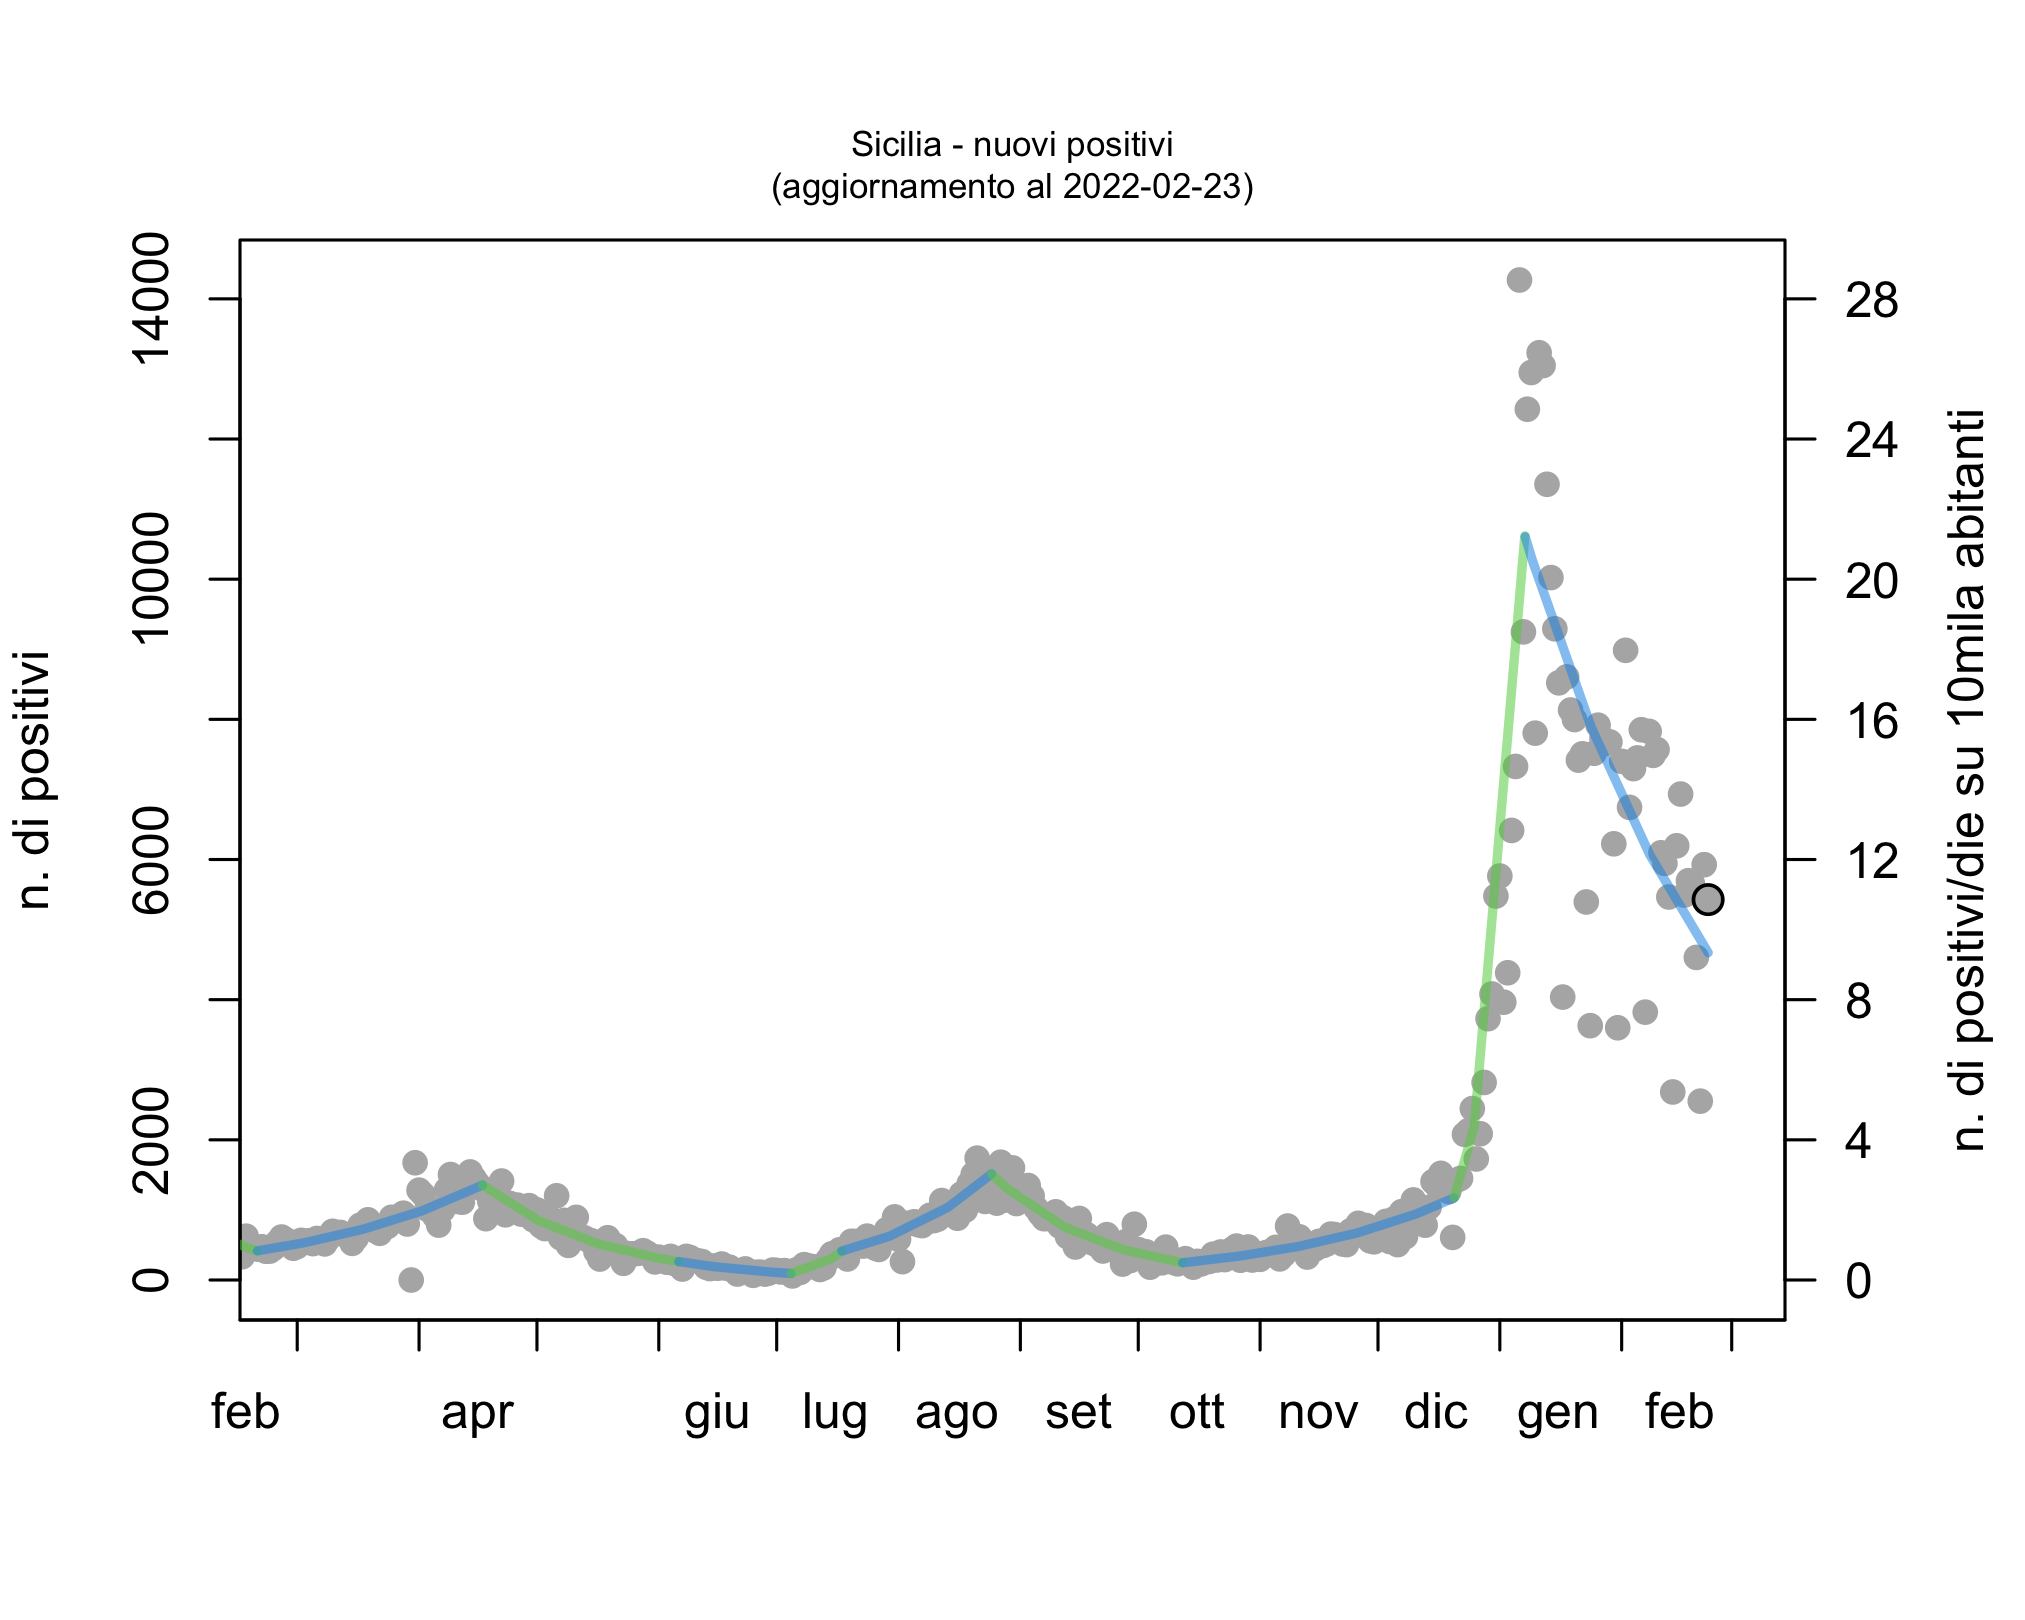 Sicilia - nuovi positivi
(aggiornamento al 2022-02-23)
n. di positivi
14000
10000
6000
2000
0
28
24
20
16
12
8
4
0
n. di positivi/die su 10mila abitanti
feb apr giu lug ago set ott nov dic gen feb